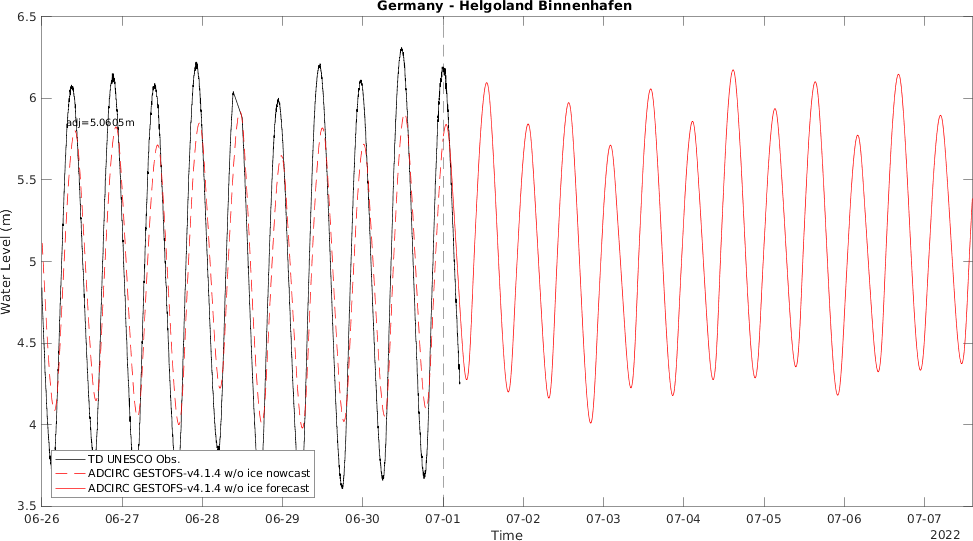 Germany - Helgoland Binnenhafen
6.5
6
5.5
5
4.5
4
3.5
Water Level (m)
adj=5.0605m
TD UNESCO Obs.
ADCIRC GESTOFS-v4.1.4 w/o ice nowcast
ADCIRC GESTOFS-v4.1.4 w/o ice forecast
06-26 06-27 06-28 06-29 06-30 07-01 07-02 07-03 07-04 07-05 07-06 07-07
Time
2022